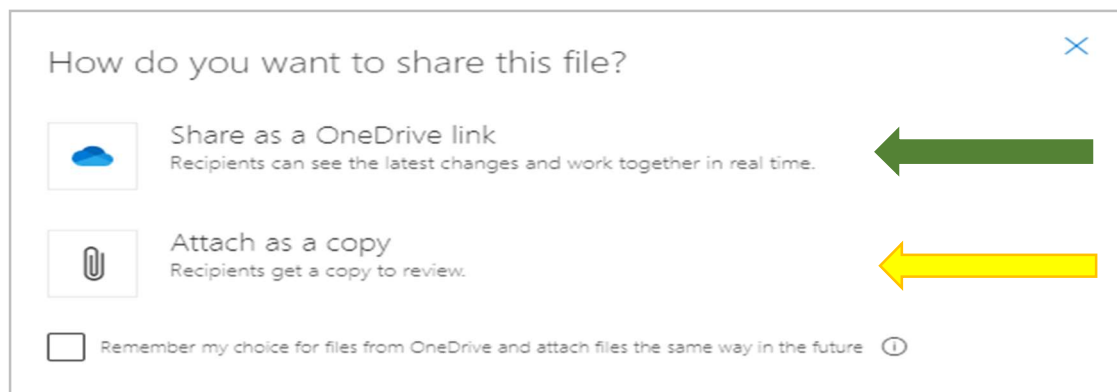 How do you want to share this file?
Share as a OneDrive link
Recipients can see the latest changes and work together in real time.
Attach as a copy
Recipients get a copy to review.
Remember my choice for files from OneDrive and attach files the same way in the future